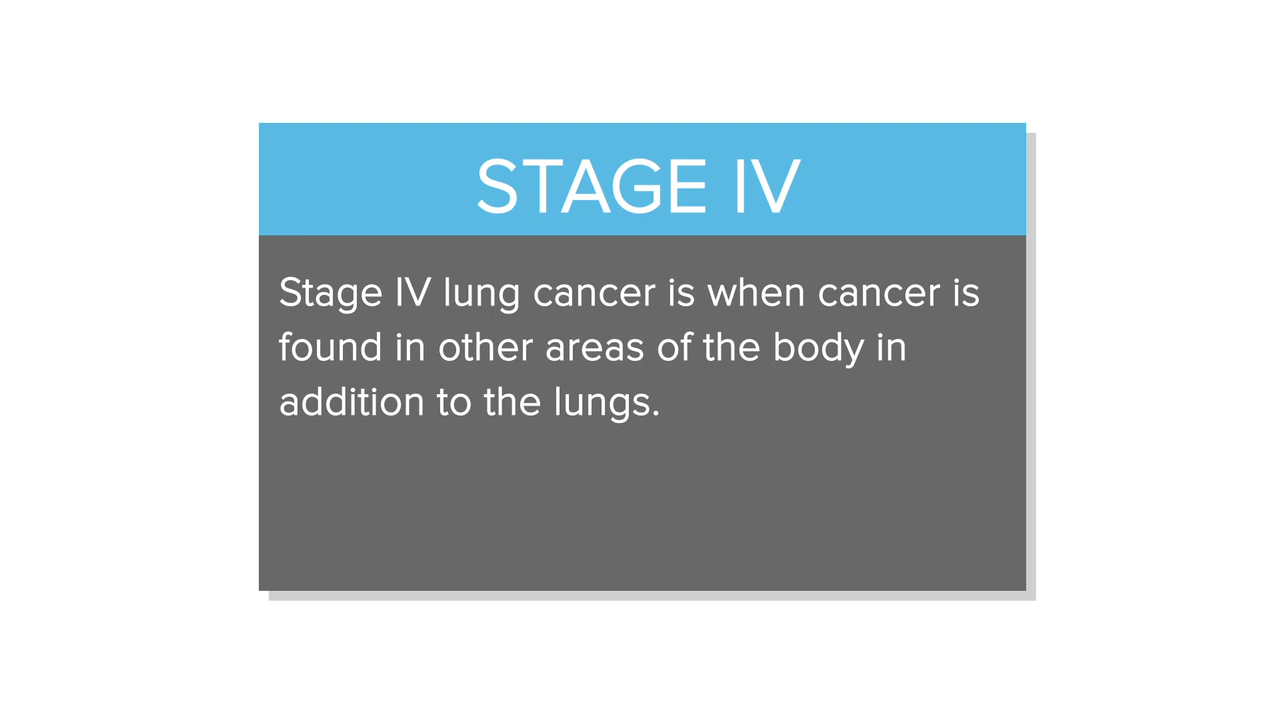 STAGE IV
Stage IV lung cancer is when cancer is
found in other areas of the body in
addition to the lungs.